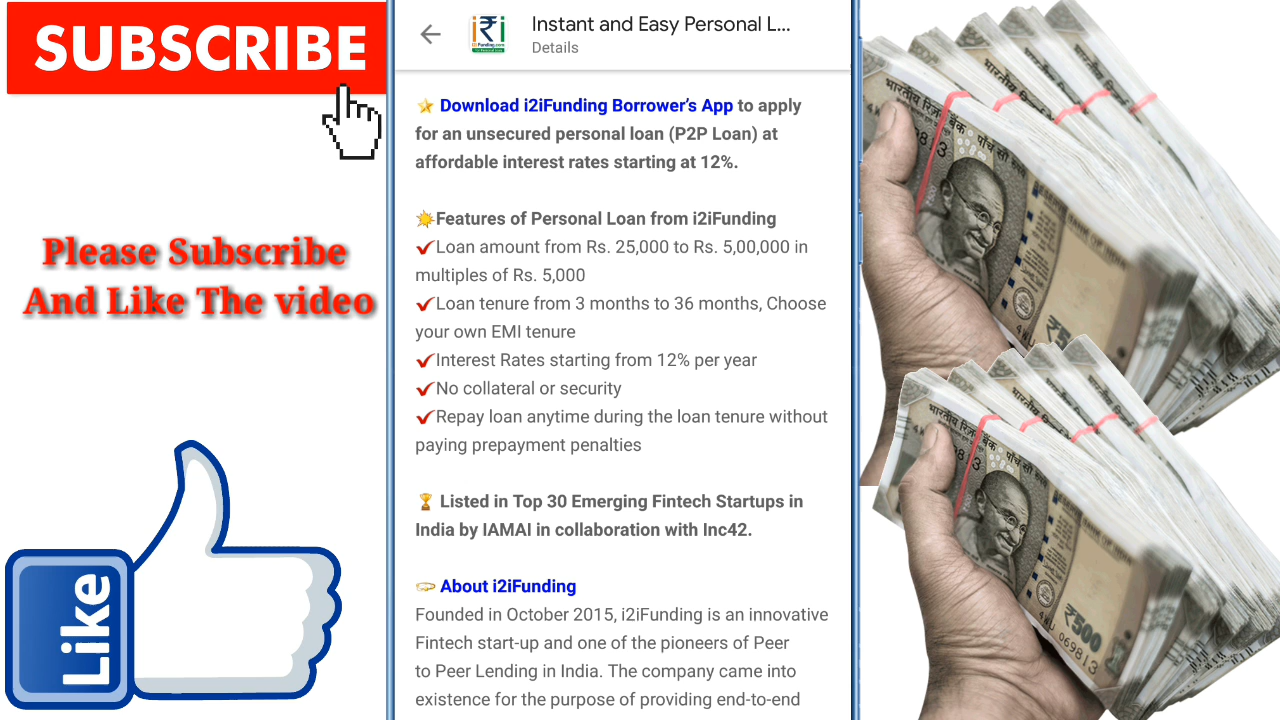 SUBSCRIBE
Please Subscribe
And Like The video
Like
Instant and Easy Personal L...
Details
Download i2iFunding Borrower’s App to apply
for an unsecured personal loan (P2P Loan) at
affordable interest rates starting at 12%.
Features of Personal Loan from i2iFunding
Loan amount from Rs. 25,000 to Rs. 5,00,000 in
multiples of Rs. 5,000
Loan tenure from 3 months to 36 months, Choose
your own EMI tenure
Interest Rates starting from 12% per year
No collateral or security
Repay loan anytime during the loan tenure without
paying prepayment penalties
Listed in Top 30 Emerging Fintech Startups in
India by IAMAI in collaboration with Inc42.
About i2iFunding
Founded in October 2015, i2iFunding is an innovative
Fintech start-up and one of the pioneers of Peer
to Peer Lending in India. The company came into
existence for the purpose of providing end-to-end
भारतीय रिज़र्व बैंक
पाँच सौ
भारतीय रिज़र्व बैंक
₹500
069813